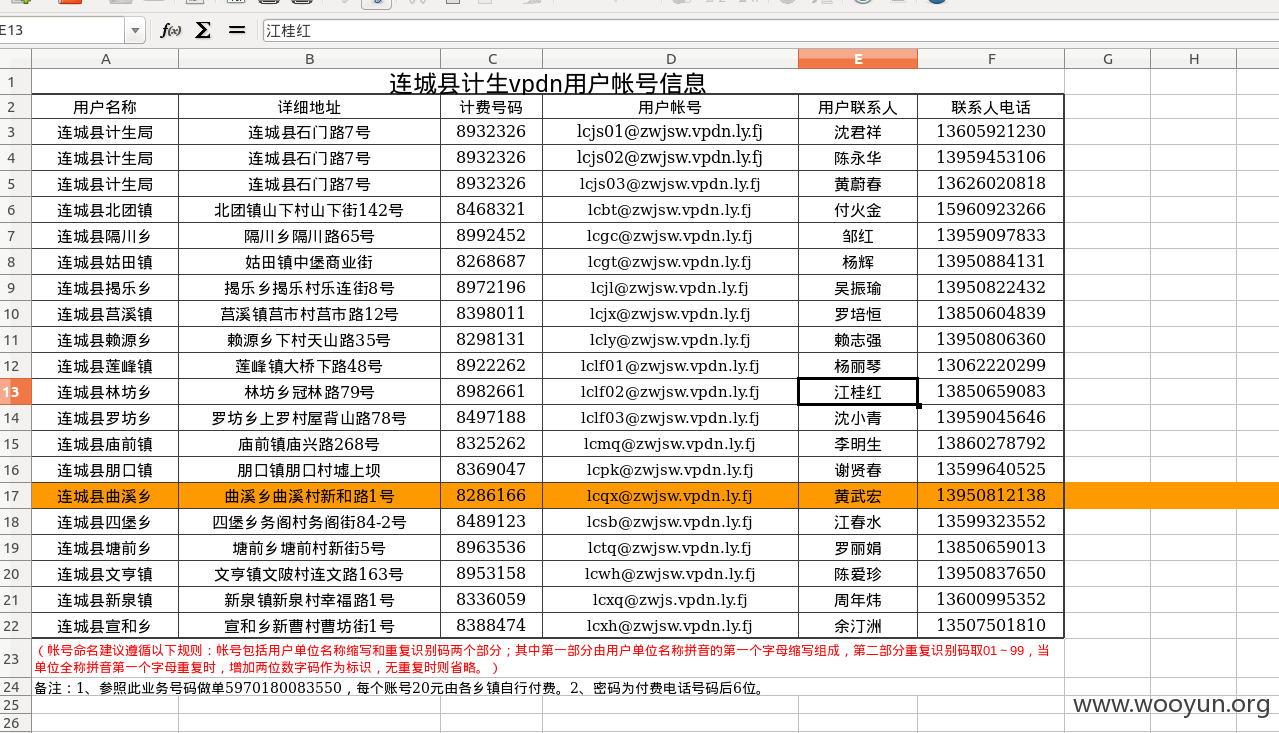 E13 f(x) Σ = 江桂红
A B C D E F G H
1 连城县计生vpdn用户帐号信息
2 用户名称 详细地址 计费号码 用户帐号 用户联系人 联系人电话
3 连城县计生局 连城县石门路7号 8932326 lcjs01@zwjsw.vpdn.ly.fj 沈君祥 13605921230
4 连城县计生局 连城县石门路7号 8932326 lcjs02@zwjsw.vpdn.ly.fj 陈永华 13959453106
5 连城县计生局 连城县石门路7号 8932326 lcjs03@zwjsw.vpdn.ly.fj 黄蔚春 13626020818
6 连城县北团镇 北团镇山下村山下街142号 8468321 lcbt@zwjsw.vpdn.ly.fj 付火金 15960923266
7 连城县隔川乡 隔川乡隔川路65号 8992452 lcgc@zwjsw.vpdn.ly.fj 邹红 13959097833
8 连城县姑田镇 姑田镇中堡商业街 8268687 lcgt@zwjsw.vpdn.ly.fj 杨辉 13950884131
9 连城县揭乐乡 揭乐乡揭乐村乐连街8号 8972196 lcjl@zwjsw.vpdn.ly.fj 吴振瑜 13950822432
10 连城县莒溪镇 莒溪镇莒市村莒市路12号 8398011 lcjx@zwjsw.vpdn.ly.fj 罗培恒 13850604839
11 连城县赖源乡 赖源乡下村天山路35号 8298131 lcly@zwjsw.vpdn.ly.fj 赖志强 13950806360
12 连城县莲峰镇 莲峰镇大桥下路48号 8922262 lclf01@zwjsw.vpdn.ly.fj 杨丽琴 13062220299
13 连城县林坊乡 林坊乡冠林路79号 8982661 lclf02@zwjsw.vpdn.ly.fj 江桂红 13850659083
14 连城县罗坊乡 罗坊乡上罗村屋背山路78号 8497188 lclf03@zwjsw.vpdn.ly.fj 沈小青 13959045646
15 连城县庙前镇 庙前镇庙兴路268号 8325262 lcmq@zwjsw.vpdn.ly.fj 李明生 13860278792
16 连城县朋口镇 朋口镇朋口村墟上坝 8369047 lcpk@zwjsw.vpdn.ly.fj 谢贤春 13599640525
17 连城县曲溪乡 曲溪乡曲溪村新和路1号 8286166 lcqx@zwjsw.vpdn.ly.fj 黄武宏 13950812138
18 连城县四堡乡 四堡乡务阁村务阁街84-2号 8489123 lcsb@zwjsw.vpdn.ly.fj 江春水 13599323552
19 连城县塘前乡 塘前乡塘前村新街5号 8963536 lctq@zwjsw.vpdn.ly.fj 罗丽娟 13850659013
20 连城县文亨镇 文亨镇文陂村连文路163号 8953158 lcwh@zwjsw.vpdn.ly.fj 陈爱珍 13950837650
21 连城县新泉镇 新泉镇新泉村幸福路1号 8336059 lcxq@zwjs.vpdn.ly.fj 周年炜 13600995352
22 连城县宣和乡 宣和乡新曹村曹坊街1号 8388474 lcxh@zwjsw.vpdn.ly.fj 余汀洲 13507501810
（帐号命名建议遵循以下规则：帐号包括用户单位名称缩写和重复识别码两个部分；其中第一部分由用户单位名称拼音的第一个字母缩写组成，第二部分重复识别码取01～99，当
23 单位全称拼音第一个字母重复时，增加两位数字码作为标识，无重复时则省略。）
24 备注：1、参照此业务号码做单5970180083550，每个账号20元由各乡镇自行付费。2、密码为付费电话号码后6位。
25
26
www.wooyun.org